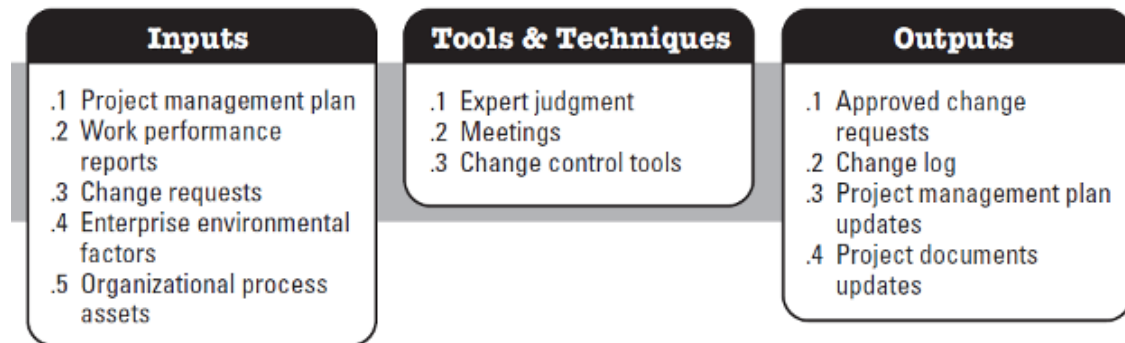 Inputs
.1 Project management plan
.2 Work performance
reports
.3 Change requests
.4 Enterprise environmental
factors
.5 Organizational process
assets
Tools & Techniques
.1 Expert judgment
.2 Meetings
.3 Change control tools
Outputs
.1 Approved change
requests
.2 Change log
.3 Project management plan
updates
.4 Project documents
updates